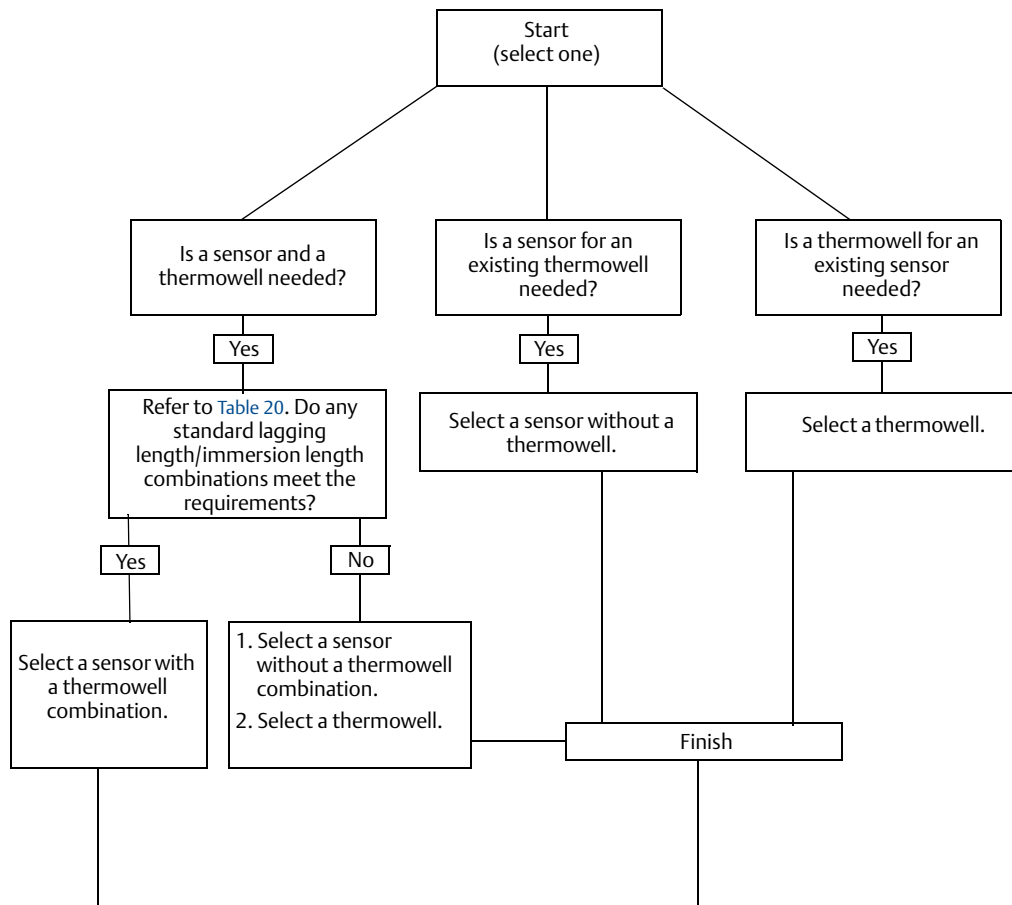 Start
(select one)
Is a sensor and a
thermowell needed?
Is a sensor for an
existing thermowell
needed?
Is a thermowell for an
existing sensor
needed?
Yes
Yes
Yes
Refer to Table 20. Do any
standard lagging
length/immersion length
combinations meet the
requirements?
Select a sensor without a
thermowell.
Select a thermowell.
Yes
No
Select a sensor with
a thermowell
combination.
1. Select a sensor
without a thermowell
combination.
2. Select a thermowell.
Finish